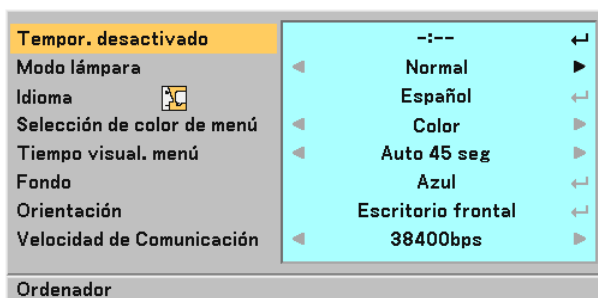 Tempor. desactivado -:--
Modo lámpara Normal
Idioma Español
Selección de color de menú Color
Tiempo visual. menú Auto 45 seg
Fondo Azul
Orientación Escritorio frontal
Velocidad de Comunicación 38400bps
Ordenador